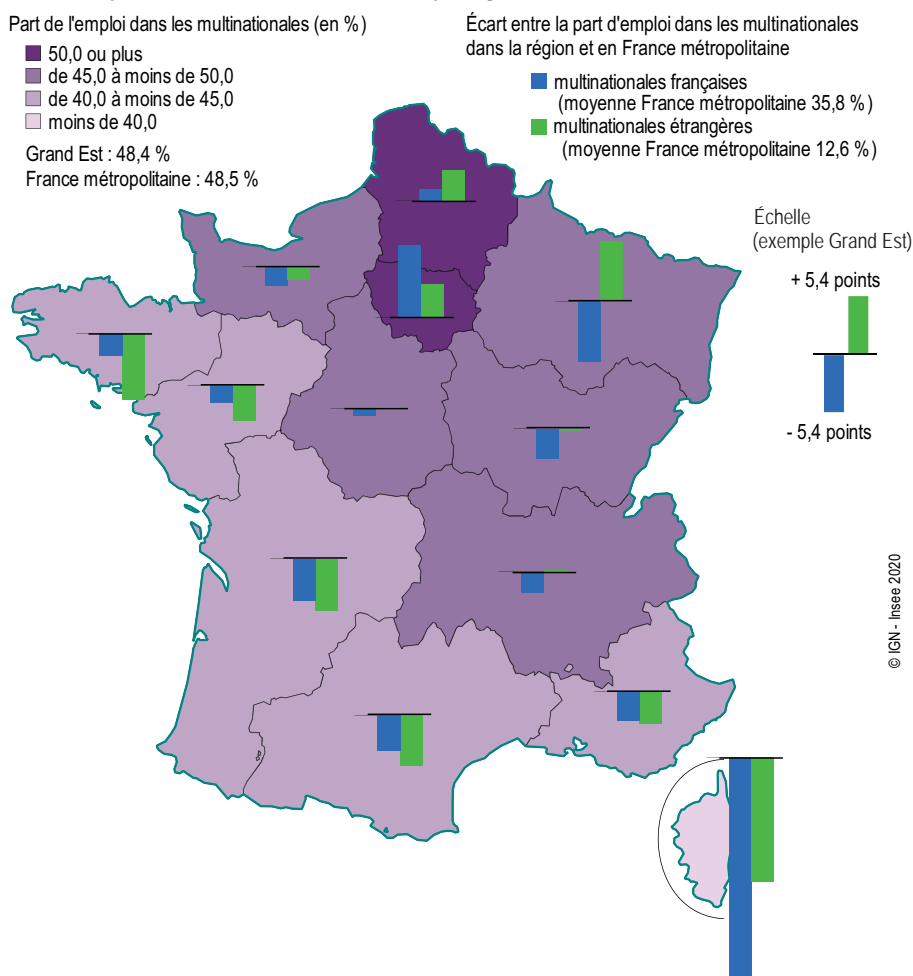 Part de l'emploi dans les multinationales (en %)
50,0 ou plus
de 45,0 à moins de 50,0
de 40,0 à moins de 45,0
moins de 40,0
Grand Est : 48,4 %
France métropolitaine : 48,5 %
Écart entre la part d'emploi dans les multinationales
dans la région et en France métropolitaine
multinationales françaises
(moyenne France métropolitaine 35,8 %)
multinationales étrangères
(moyenne France métropolitaine 12,6 %)
Échelle
(exemple Grand Est)
+ 5,4 points
- 5,4 points
© IGN - Insee 2020